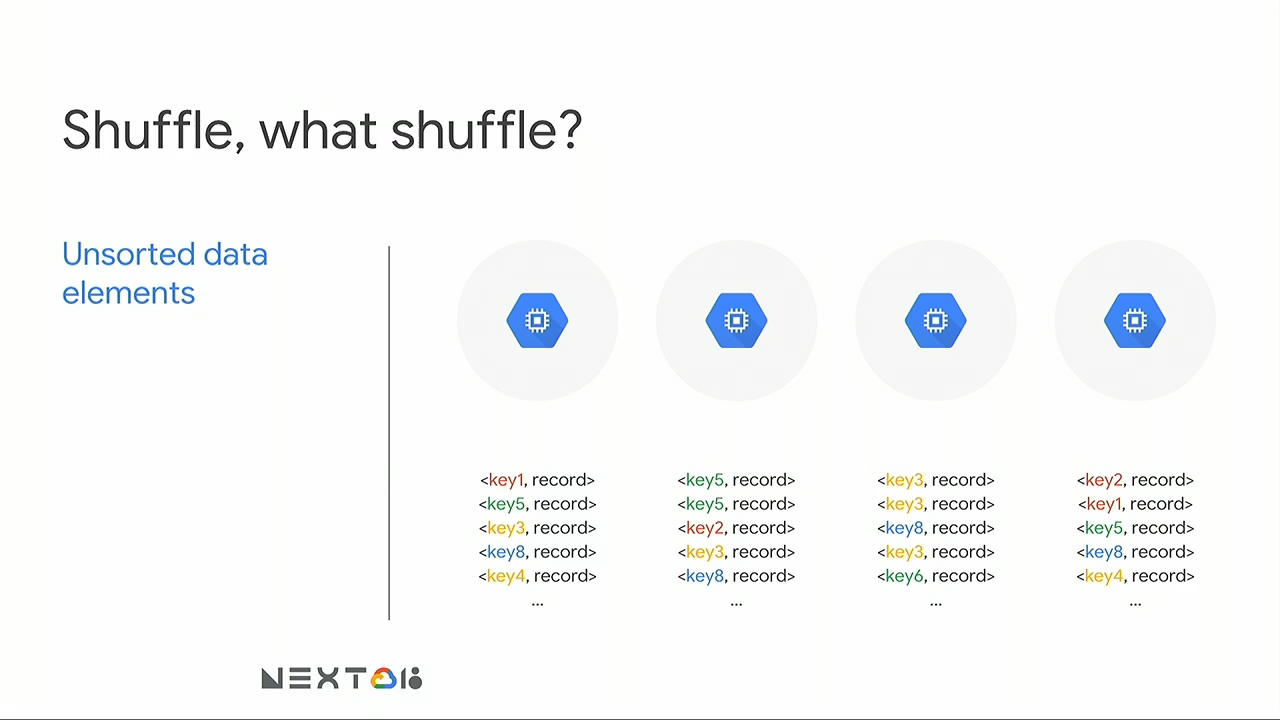 Shuffle, what shuffle?
Unsorted data
elements
<key1, record>
<key5, record>
<key3, record>
<key8, record>
<key4, record>
...
<key5, record>
<key5, record>
<key2, record>
<key3, record>
<key8, record>
...
<key3, record>
<key3, record>
<key8, record>
<key3, record>
<key6, record>
...
<key2, record>
<key1, record>
<key5, record>
<key8, record>
<key4, record>
...
NEXT 18